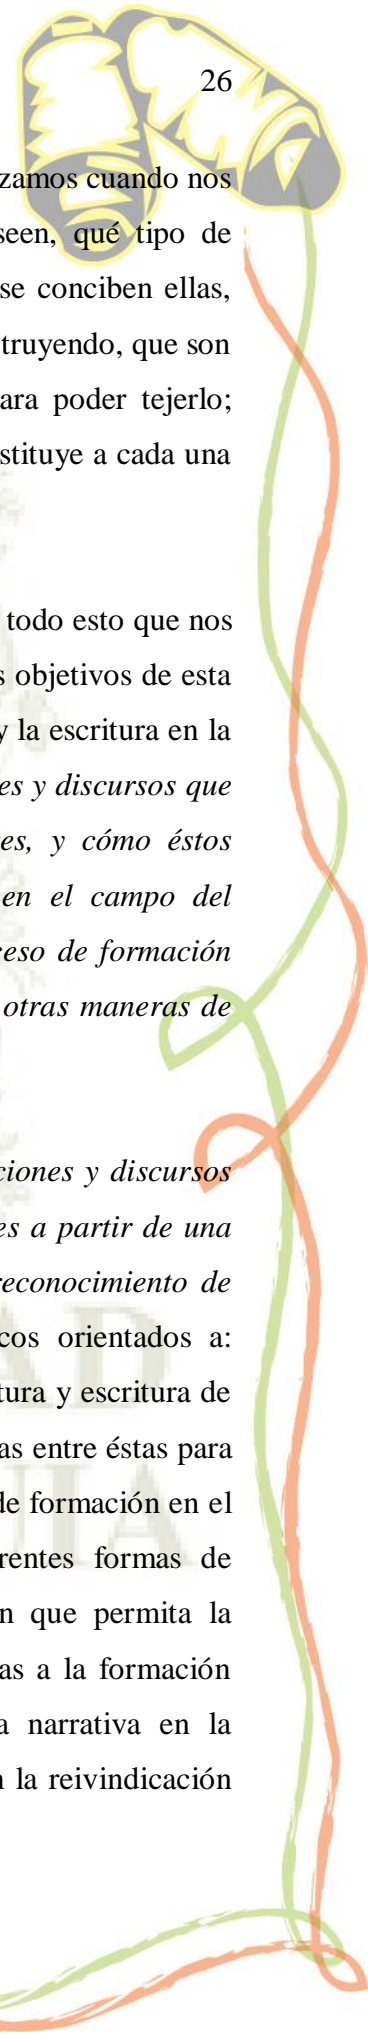 26
zamos cuando nos
seen, qué tipo de
se conciben ellas,
truyendo, que son
ara poder tejerlo;
stituye a cada una
todo esto que nos
s objetivos de esta
y la escritura en la
es y discursos que
es, y cómo éstos
en el campo del
ceso de formación
otras maneras de
ciones y discursos
es a partir de una
reconocimiento de
cos orientados a:
tura y escritura de
as entre éstas para
de formación en el
rentes formas de
n que permita la
as a la formación
a narrativa en la
n la reivindicación
AD
UIA